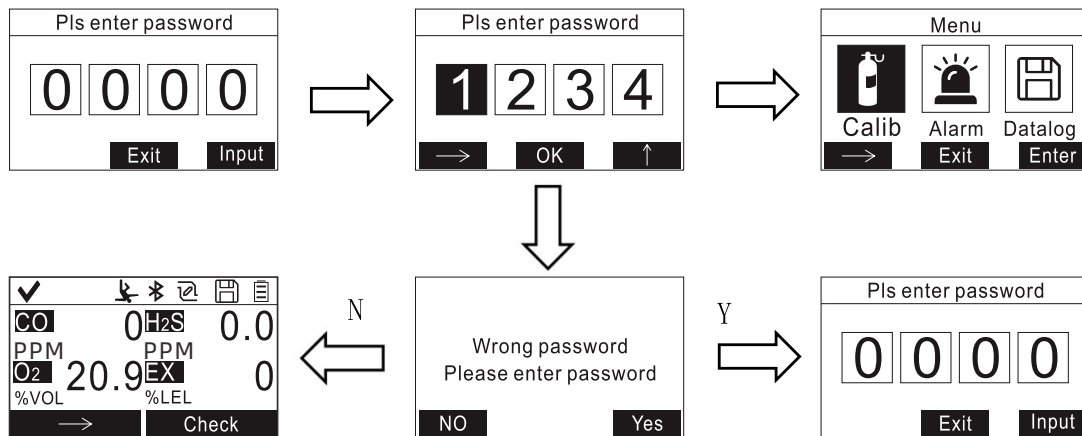 Pls enter password
0 0 0 0
Exit Input
Pls enter password
1 2 3 4
→ OK ↑
Menu
Calib Alarm Datalog
→ Exit Enter
CO 0 H2S 0.0
PPM PPM
O2 20.9 EX 0
%VOL %LEL
→ Check
N
Wrong password
Please enter password
NO Yes
Y
Pls enter password
0 0 0 0
Exit Input